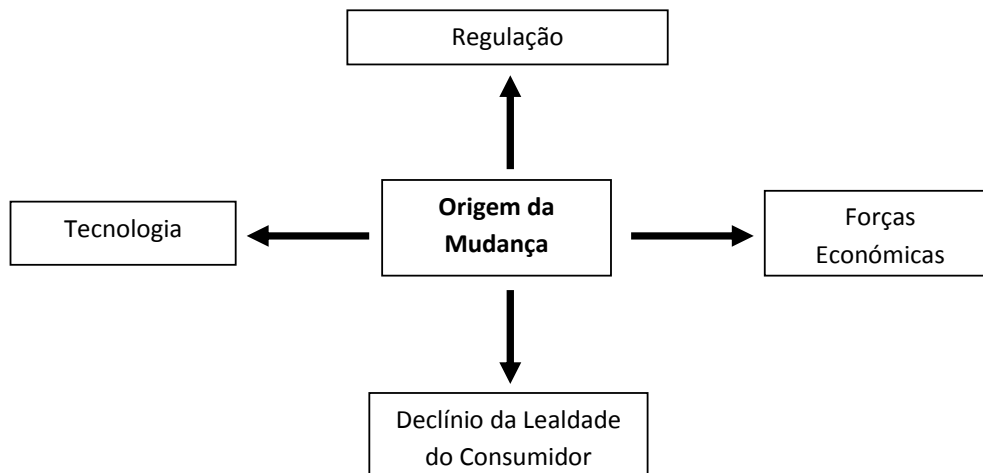 Regulação
Tecnologia
Origem da
Mudança
Forças
Económicas
Declínio da Lealdade
do Consumidor